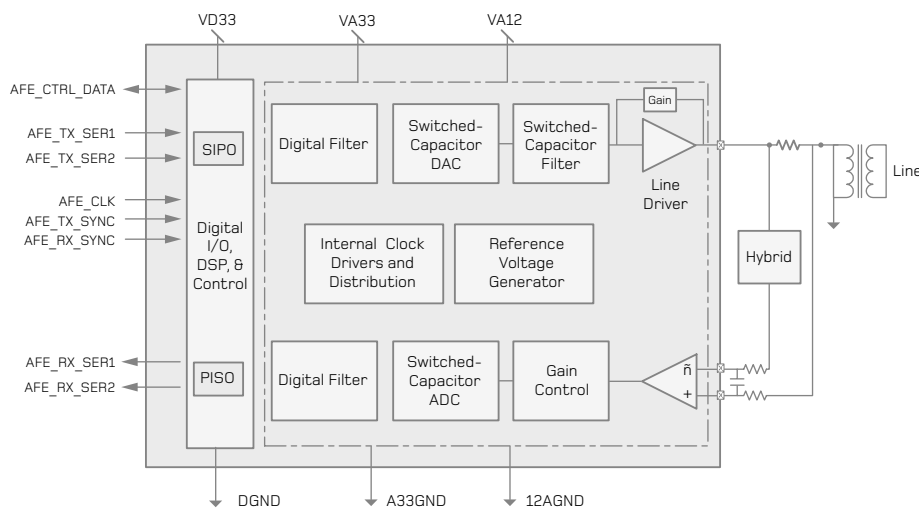 VD33
VA33
VA12
AFE_CTRL_DATA
AFE_TX_SER1
AFE_TX_SER2
AFE_CLK
AFE_TX_SYNC
AFE_RX_SYNC
AFE_RX_SER1
AFE_RX_SER2
SIPO
Digital
I/O,
DSP, &
Control
PISO
Digital Filter
Switched-
Capacitor
DAC
Switched-
Capacitor
Filter
Gain
Line
Driver
Internal Clock
Drivers and
Distribution
Reference
Voltage
Generator
Digital Filter
Switched-
Capacitor
ADC
Gain
Control
ñ
+
Hybrid
Line
DGND
A33GND
12AGND